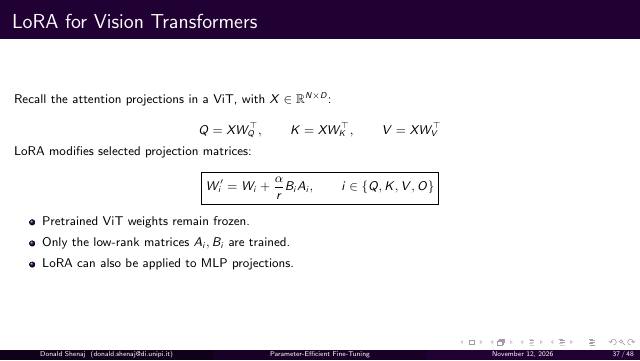 LoRA for Vision Transformers
Recall the attention projections in a ViT, with X ∈ ℝ^{N×D}:
Q = XW_Q^⊤, K = XW_K^⊤, V = XW_V^⊤
LoRA modifies selected projection matrices:
W_i′ = W_i + α/r B_iA_i, i ∈ {Q, K, V, O}
Pretrained ViT weights remain frozen.
Only the low-rank matrices A_i, B_i are trained.
LoRA can also be applied to MLP projections.
Donald Shenaj (donald.shenaj@di.unipi.it) Parameter-Efficient Fine-Tuning November 12, 2026 37 / 48